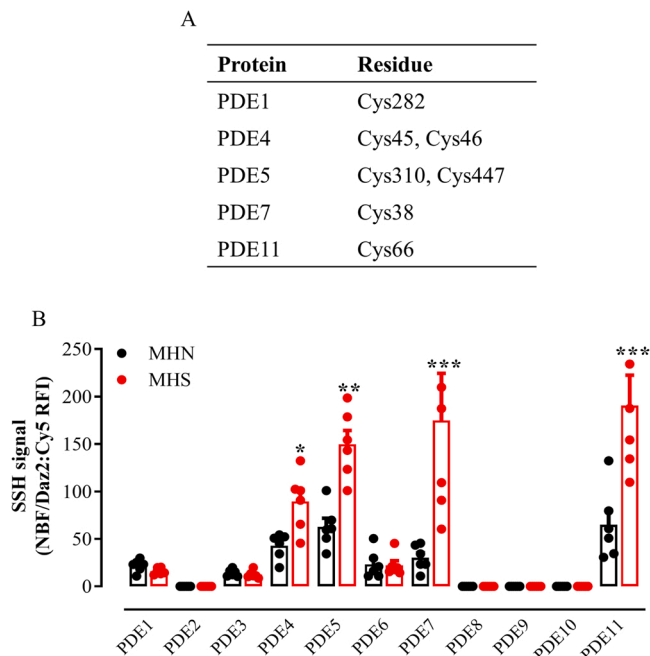 A
Protein Residue
PDE1 Cys282
PDE4 Cys45, Cys46
PDE5 Cys310, Cys447
PDE7 Cys38
PDE11 Cys66
B
MHN
MHS
SSH signal
(NBF/Daz2:Cy5 RFI)
250
200
150
100
50
0
*
**
***
***
PDE1
PDE2
PDE3
PDE4
PDE5
PDE6
PDE7
PDE8
PDE9
PDE10
PDE11